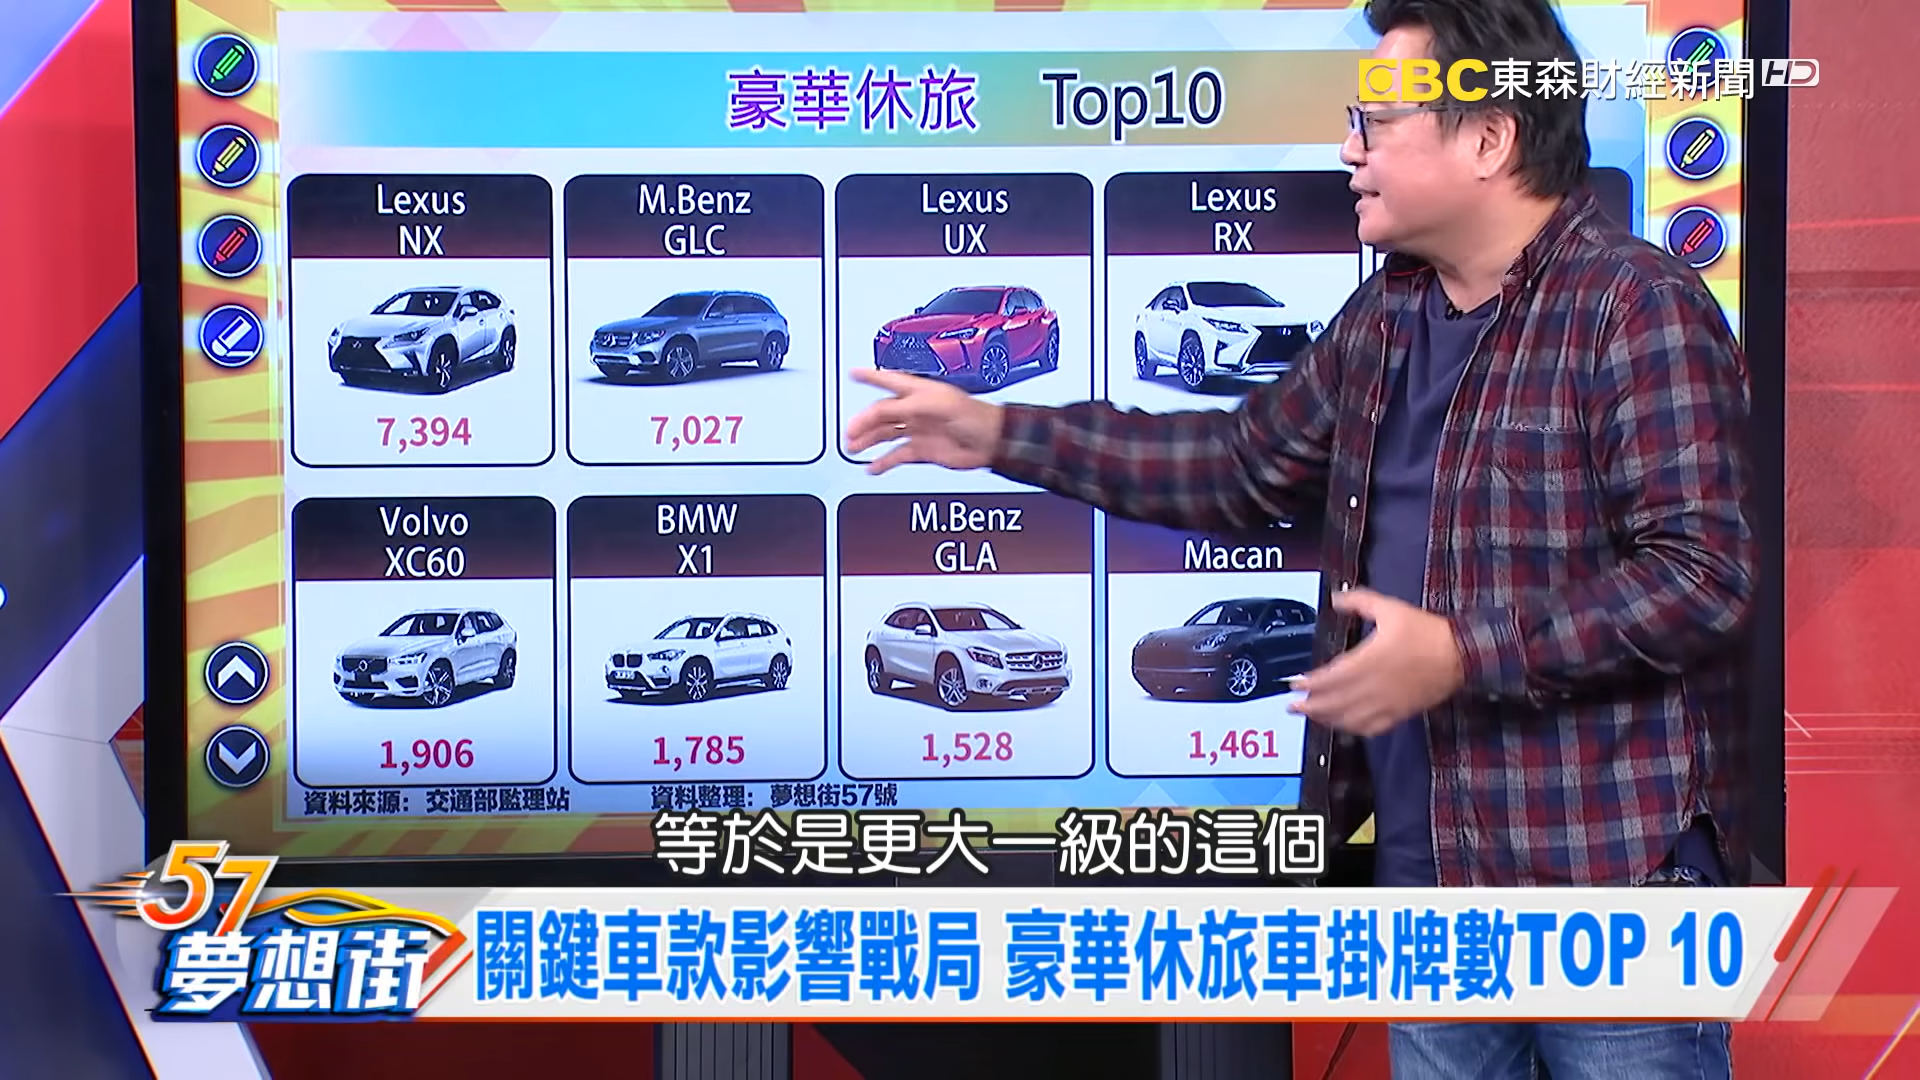 EBC東森財經新聞 HD
豪華休旅 Top10
Lexus
NX
7,394
M.Benz
GLC
7,027
Lexus
UX
Lexus
RX
Volvo
XC60
1,906
BMW
X1
1,785
M.Benz
GLA
1,528
Macan
1,461
資料來源：交通部監理站 資料整理：夢想街57號
等於是更大一級的這個
57
夢想街
關鍵車款影響戰局 豪華休旅車掛牌數TOP 10